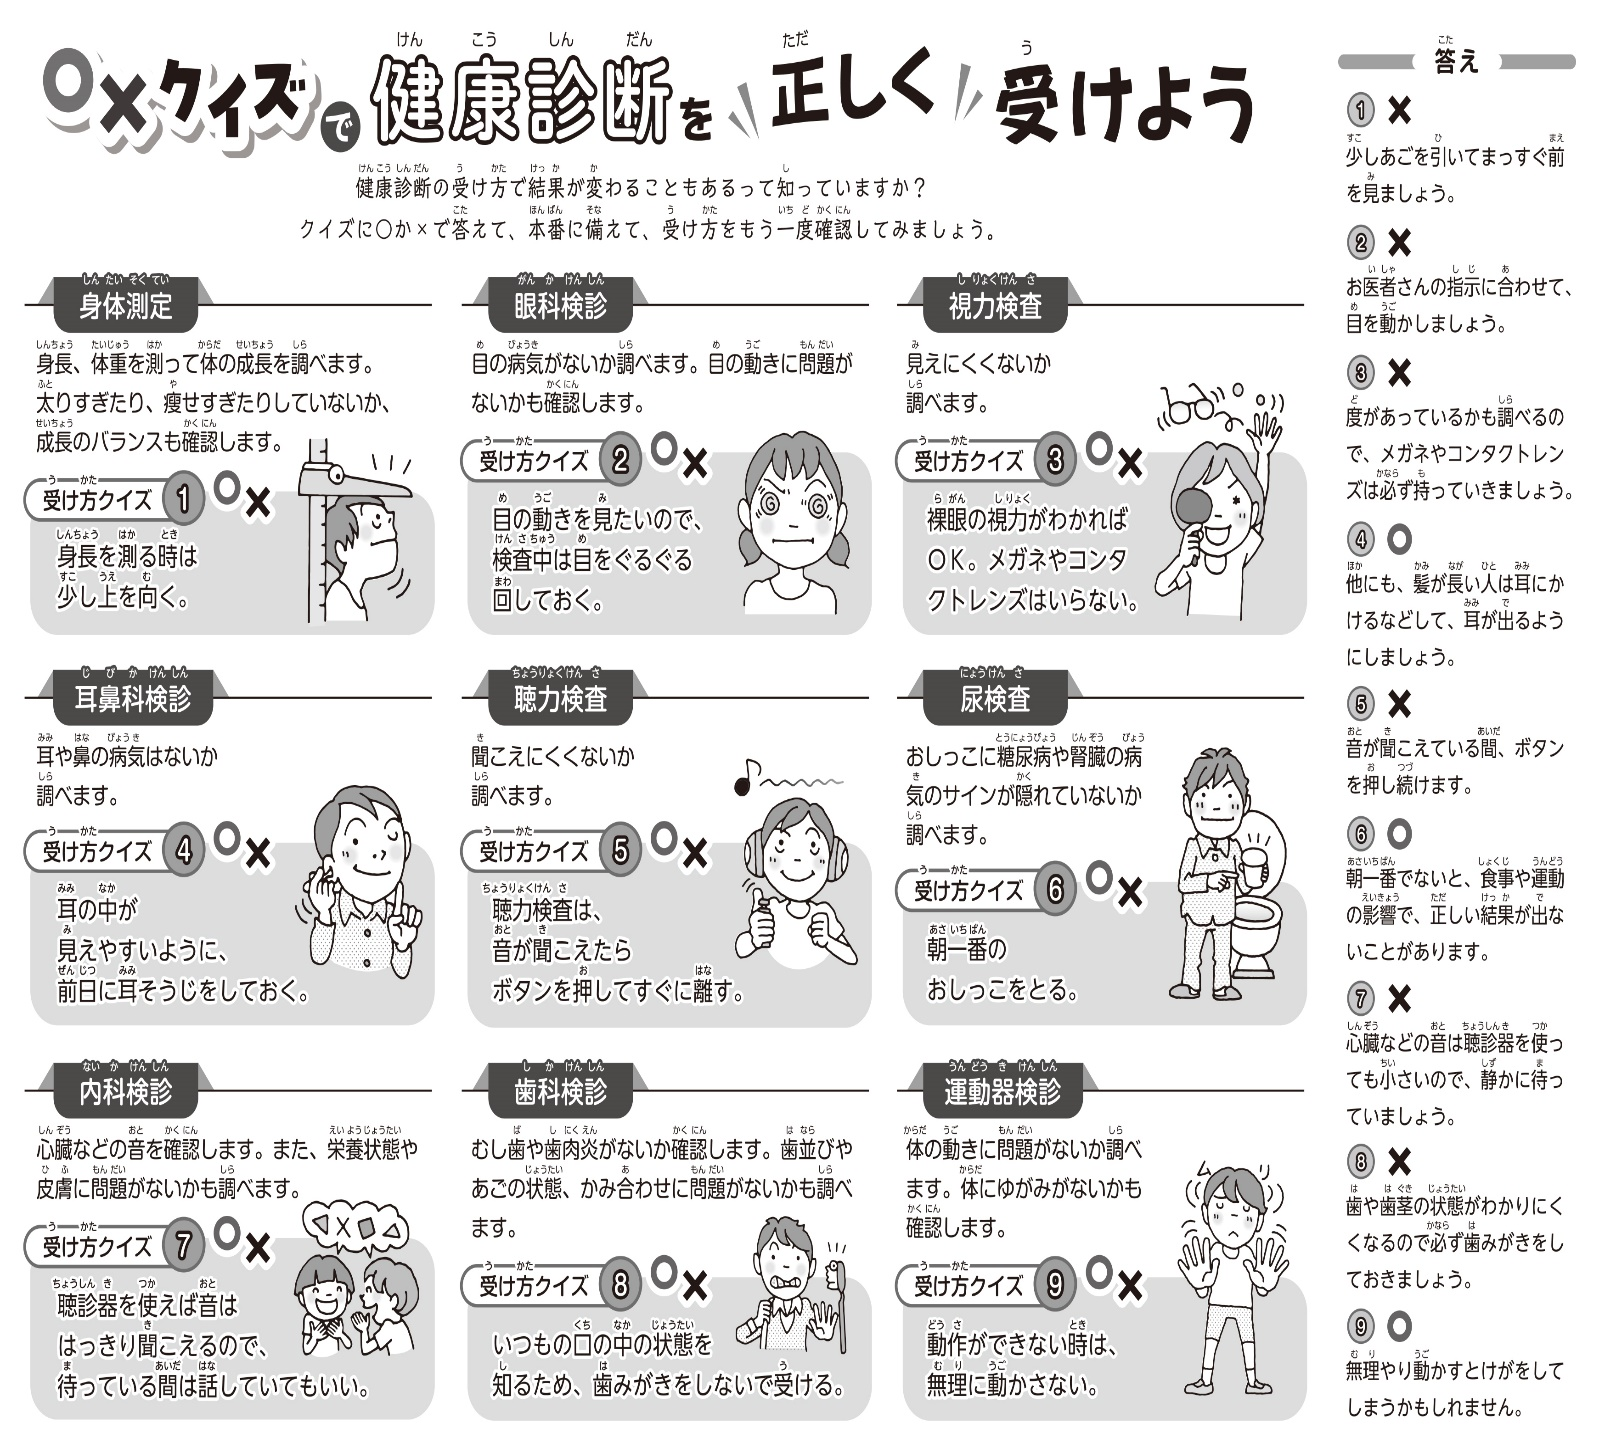 ○×クイズで健康診断を正しく受けよう
健康診断の受け方で結果が変わることもあるって知っていますか？
クイズに○か×で答えて、本番に備えて、受け方をもう一度確認してみましょう。
身体測定
身長、体重を測って体の成長を調べます。
太りすぎたり、痩せすぎたりしていないか、
成長のバランスも確認します。
受け方クイズ 1 ○×
身長を測る時は
少し上を向く。
眼科検診
目の病気がないか調べます。目の動きに問題が
ないかも確認します。
受け方クイズ 2 ○×
目の動きを見たいので、
検査中は目をぐるぐる
回しておく。
視力検査
見えにくくないか
調べます。
受け方クイズ 3 ○×
裸眼の視力がわかれば
OK。メガネやコンタ
クトレンズはいらない。
耳鼻科検診
耳や鼻の病気はないか
調べます。
受け方クイズ 4 ○×
耳の中が
見えやすいように、
前日に耳そうじをしておく。
聴力検査
聞こえにくくないか
調べます。
受け方クイズ 5 ○×
聴力検査は、
音が聞こえたら
ボタンを押してすぐに離す。
尿検査
おしっこに糖尿病や腎臓の病
気のサインが隠れていないか
調べます。
受け方クイズ 6 ○×
朝一番の
おしっこをとる。
内科検診
心臓などの音を確認します。また、栄養状態や
皮膚に問題がないかも調べます。
受け方クイズ 7 ○×
聴診器を使えば音は
はっきり聞こえるので、
待っている間は話していてもいい。
歯科検診
むし歯や歯肉炎がないか確認します。歯並びや
あごの状態、かみ合わせに問題がないかも調べ
ます。
受け方クイズ 8 ○×
いつもの口の中の状態を
知るため、歯みがきをしないで受ける。
運動器検診
体の動きに問題がないか調べ
ます。体にゆがみがないかも
確認します。
ムリ
受け方クイズ 9 ○×
動作ができない時は、
無理に動かさない。
答え
1 ×
少しあごを引いてまっすぐ前
を見ましょう。
2 ×
お医者さんの指示に合わせて、
目を動かしましょう。
3 ×
度があっているかも調べるの
で、メガネやコンタクトレン
ズは必ず持っていきましょう。
4 ○
他にも、髪が長い人は耳にか
けるなどして、耳が出るよう
にしましょう。
5 ×
音が聞こえている間、ボタン
を押し続けます。
6 ○
朝一番でないと、食事や運動
の影響で、正しい結果が出な
いことがあります。
7 ×
心臓などの音は聴診器を使っ
ても小さいので、静かに待っ
ていましょう。
8 ×
歯や歯茎の状態がわかりにく
くなるので必ず歯みがきをし
ておきましょう。
9 ○
無理やり動かすとけがをして
しまうかもしれません。